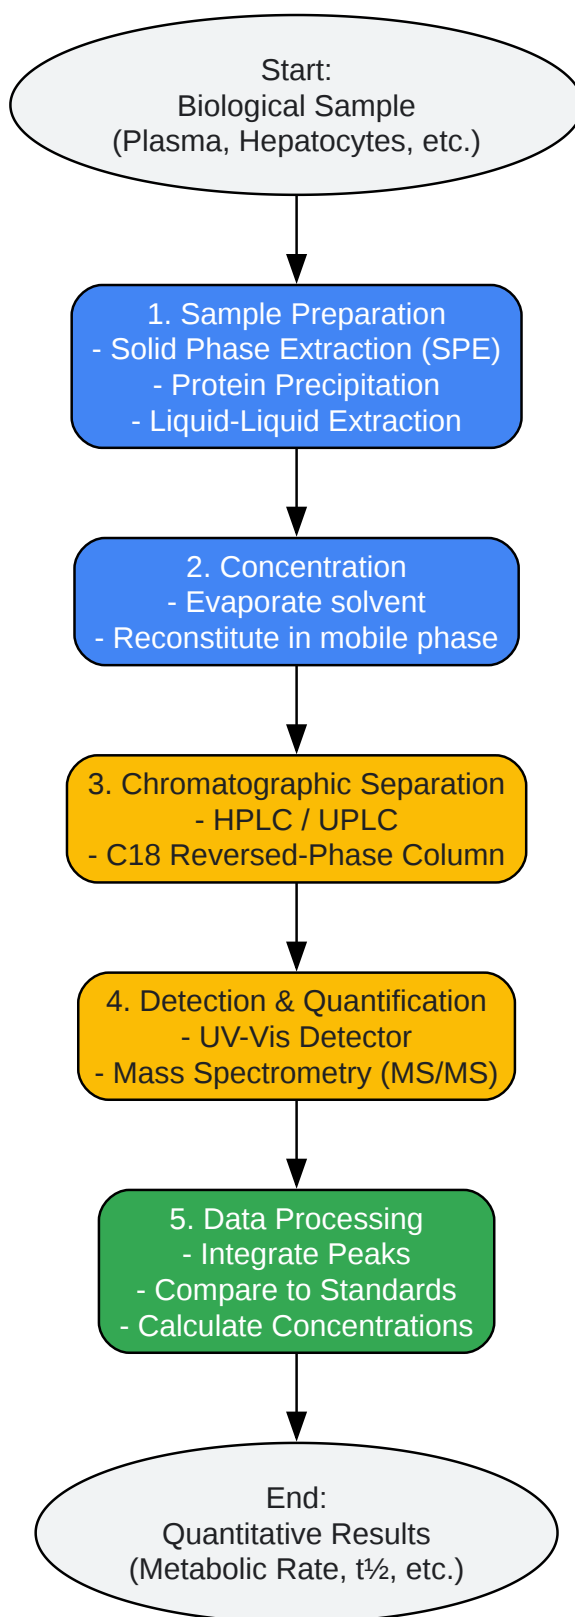 Start:
Biological Sample
(Plasma, Hepatocytes, etc.)
1. Sample Preparation
- Solid Phase Extraction (SPE)
- Protein Precipitation
- Liquid-Liquid Extraction
2. Concentration
- Evaporate solvent
- Reconstitute in mobile phase
3. Chromatographic Separation
- HPLC / UPLC
- C18 Reversed-Phase Column
4. Detection & Quantification
- UV-Vis Detector
- Mass Spectrometry (MS/MS)
5. Data Processing
- Integrate Peaks
- Compare to Standards
- Calculate Concentrations
End:
Quantitative Results
(Metabolic Rate, t½, etc.)